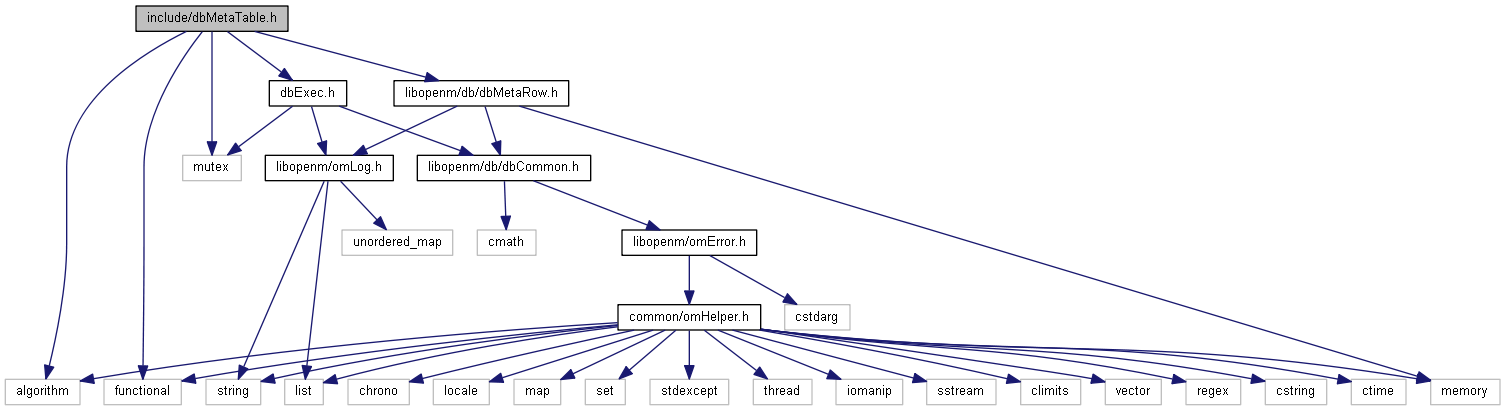 include/dbMetaTable.h
dbExec.h
libopenm/db/dbMetaRow.h
mutex
libopenm/omLog.h
libopenm/db/dbCommon.h
unordered_map
cmath
libopenm/omError.h
common/omHelper.h
cstdarg
algorithm
functional
string
list
chrono
locale
map
set
stdexcept
thread
iomanip
sstream
climits
vector
regex
cstring
ctime
memory